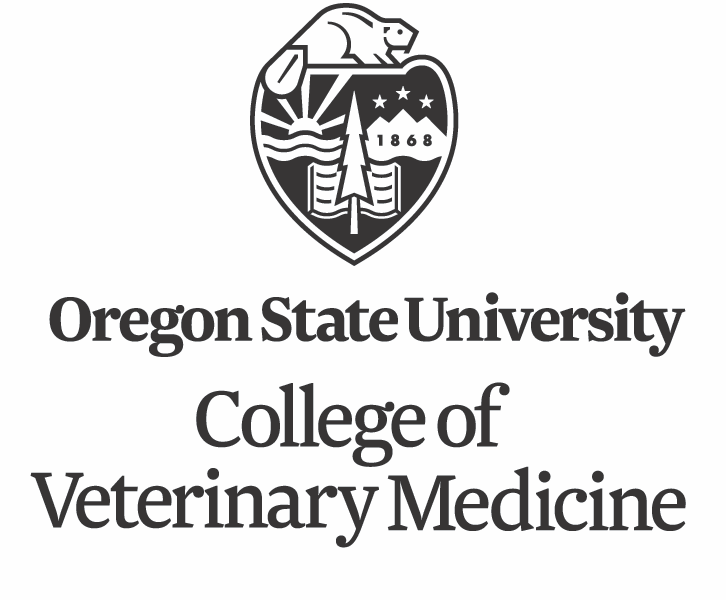 1868
Oregon State University
College of
Veterinary Medicine